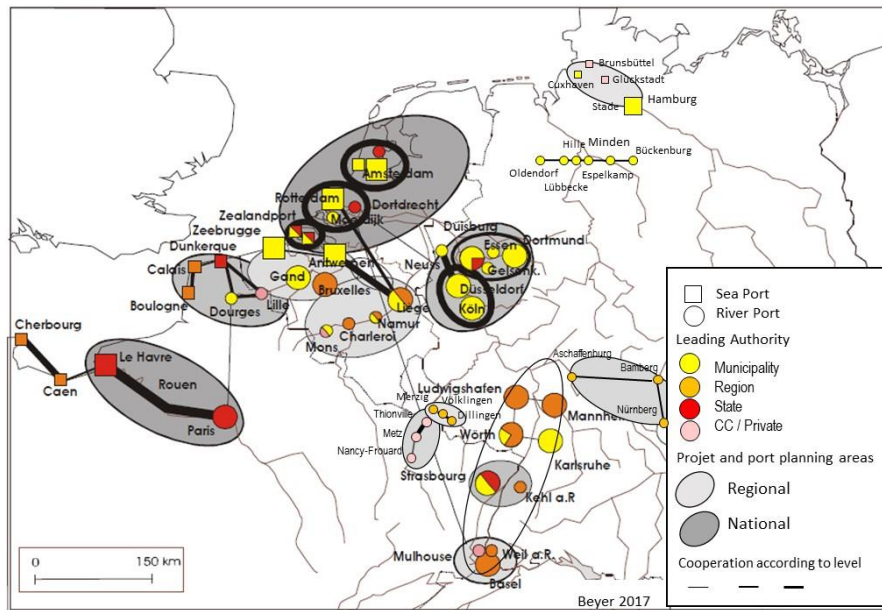 Brunsbüttel
Cuxhaven
Glückstadt
Stade
Hamburg
Hille
Minden
Bückenburg
Oldendorf
Lübbecke
Espelkamp
Amsterdam
Rotterdam
Dordtrecht
Moerdijk
Zealandport
Zeebrugge
Dunkerque
Antwerpen
Calais
Gand
Bruxelles
Boulogne
Dourges
Lille
Liège
Namur
Charleroi
Mons
Duisburg
Essen
Dortmund
Neuss
Gelsenk.
Düsseldorf
Köln
Cherbourg
Caen
Le Havre
Rouen
Paris
Aschaffenburg
Bamberg
Nürnberg
Merzig
Völklingen
Dillingen
Thionville
Metz
Nancy-Frouard
Ludwigshafen
Wörth
Karlsruhe
Strasbourg
Kehl a.R
Mulhouse
Weil a.R.
Basel
Sea Port
River Port
Leading Authority
Municipality
Region
State
CC / Private
Projet and port planning areas
Regional
National
Cooperation according to level
0
150 km
Beyer 2017